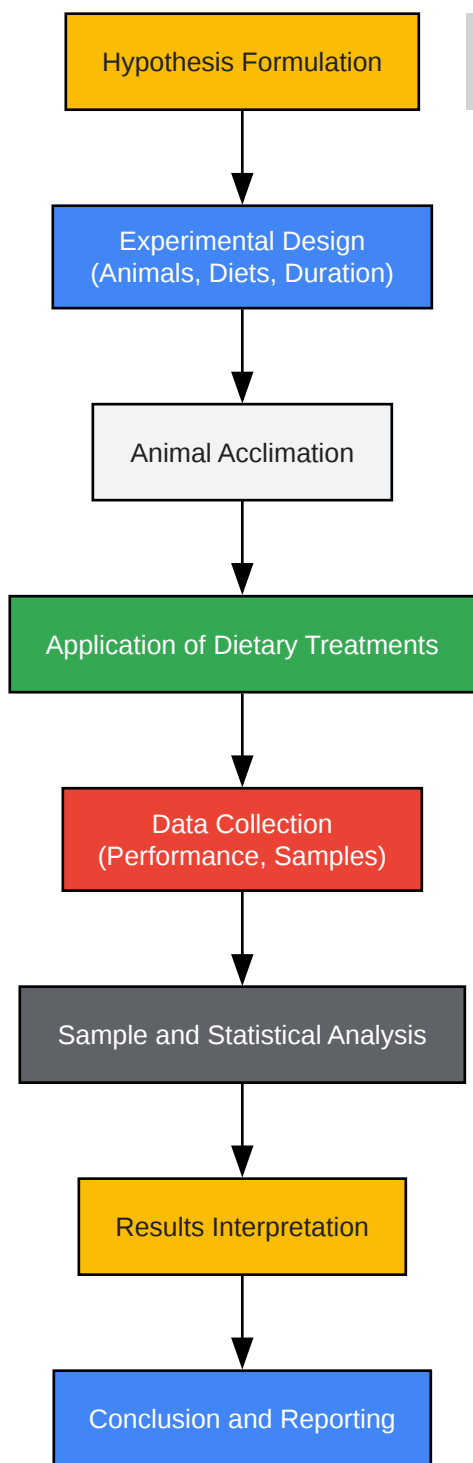 Hypothesis Formulation
Experimental Design
(Animals, Diets, Duration)
Animal Acclimation
Application of Dietary Treatments
Data Collection
(Performance, Samples)
Sample and Statistical Analysis
Results Interpretation
Conclusion and Reporting